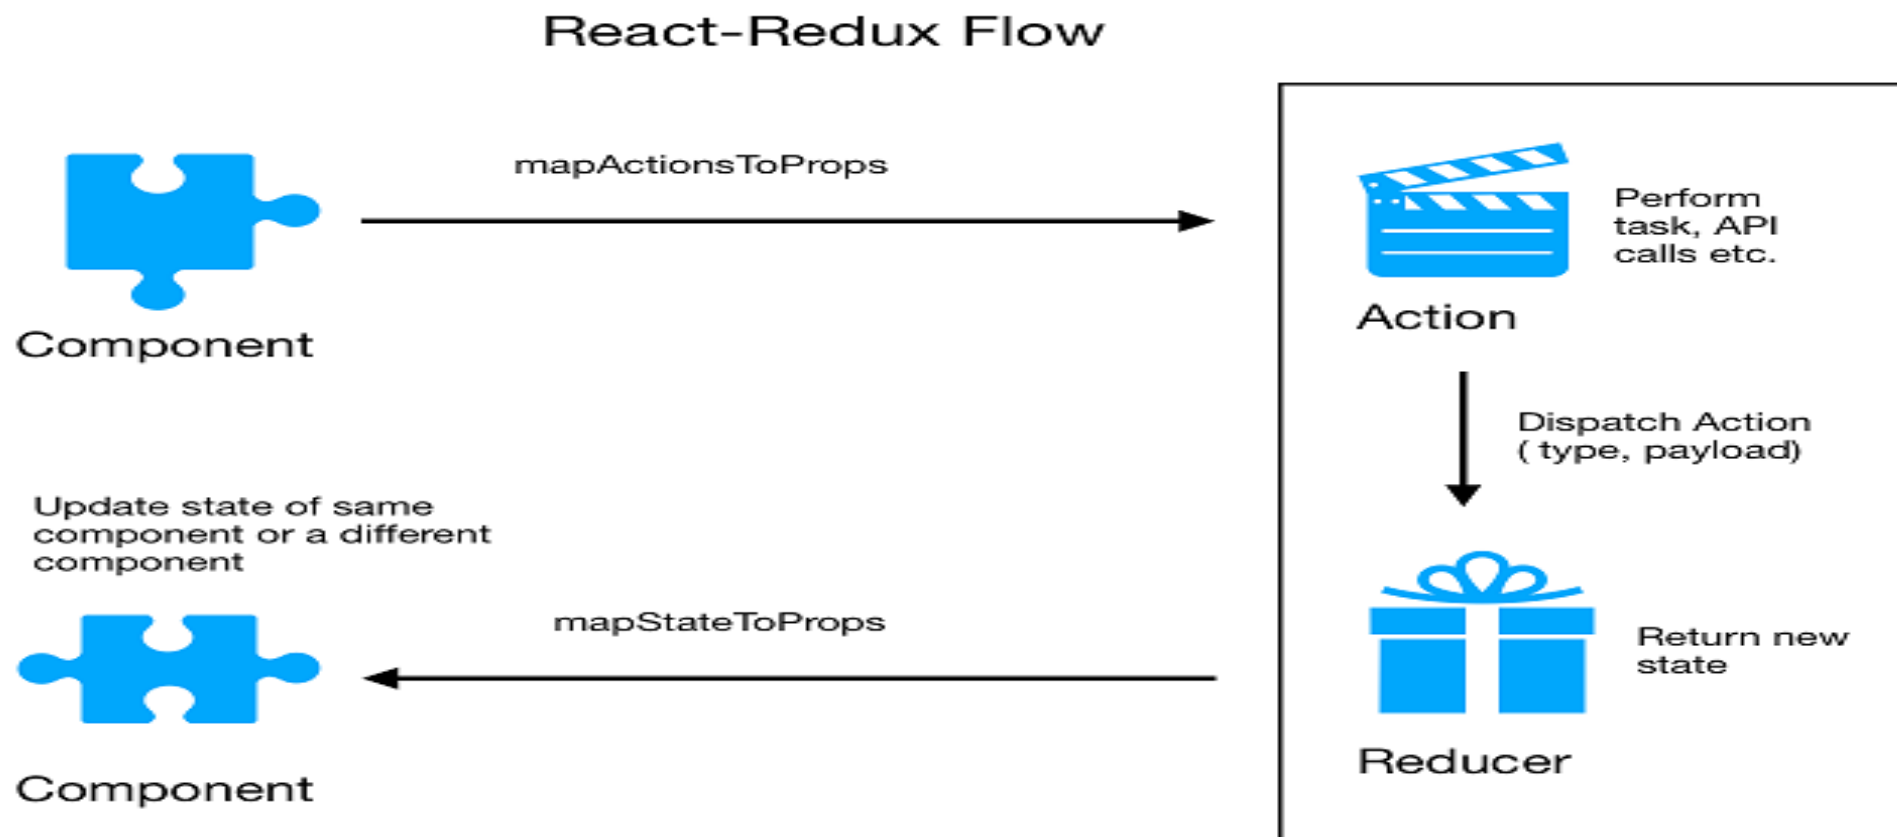 React-Redux Flow
mapActionsToProps
Component
Perform
task, API
calls etc.
Action
Dispatch Action
( type, payload)
Update state of same
component or a different
component
mapStateToProps
Component
Return new
state
Reducer